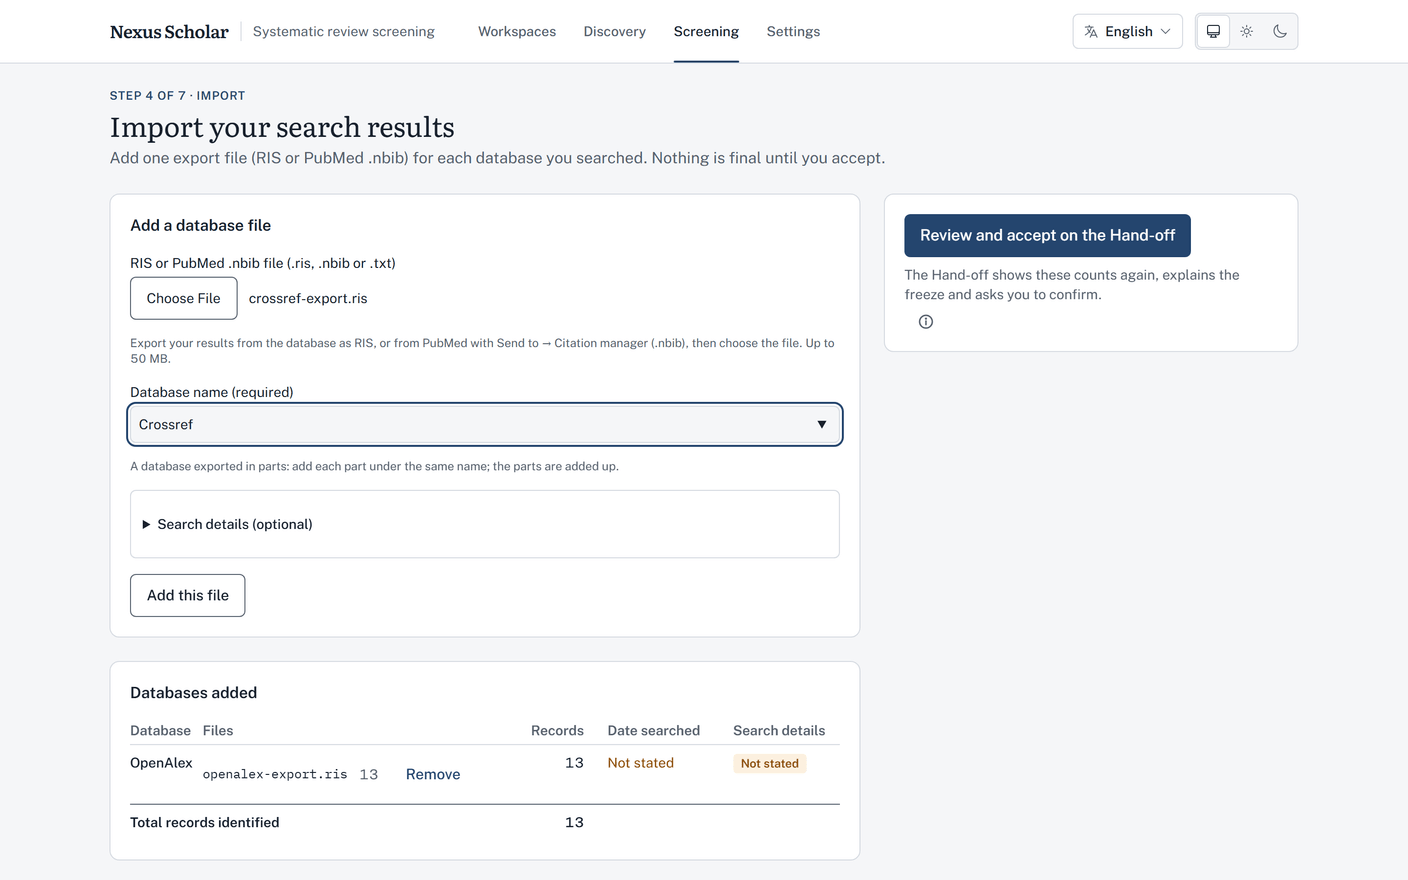 Nexus Scholar
Systematic review screening
Workspaces
Discovery
Screening
Settings
English
STEP 4 OF 7 · IMPORT
Import your search results
Add one export file (RIS or PubMed .nbib) for each database you searched. Nothing is final until you accept.
Add a database file
RIS or PubMed .nbib file (.ris, .nbib or .txt)
Choose File crossref-export.ris
Export your results from the database as RIS, or from PubMed with Send to → Citation manager (.nbib), then choose the file. Up to
50 MB.
Database name (required)
Crossref
A database exported in parts: add each part under the same name; the parts are added up.
Search details (optional)
Add this file
Review and accept on the Hand-off
The Hand-off shows these counts again, explains the
freeze and asks you to confirm.
Databases added
Database Files Records Date searched Search details
OpenAlex openalex-export.ris 13 Remove 13 Not stated Not stated
Total records identified 13